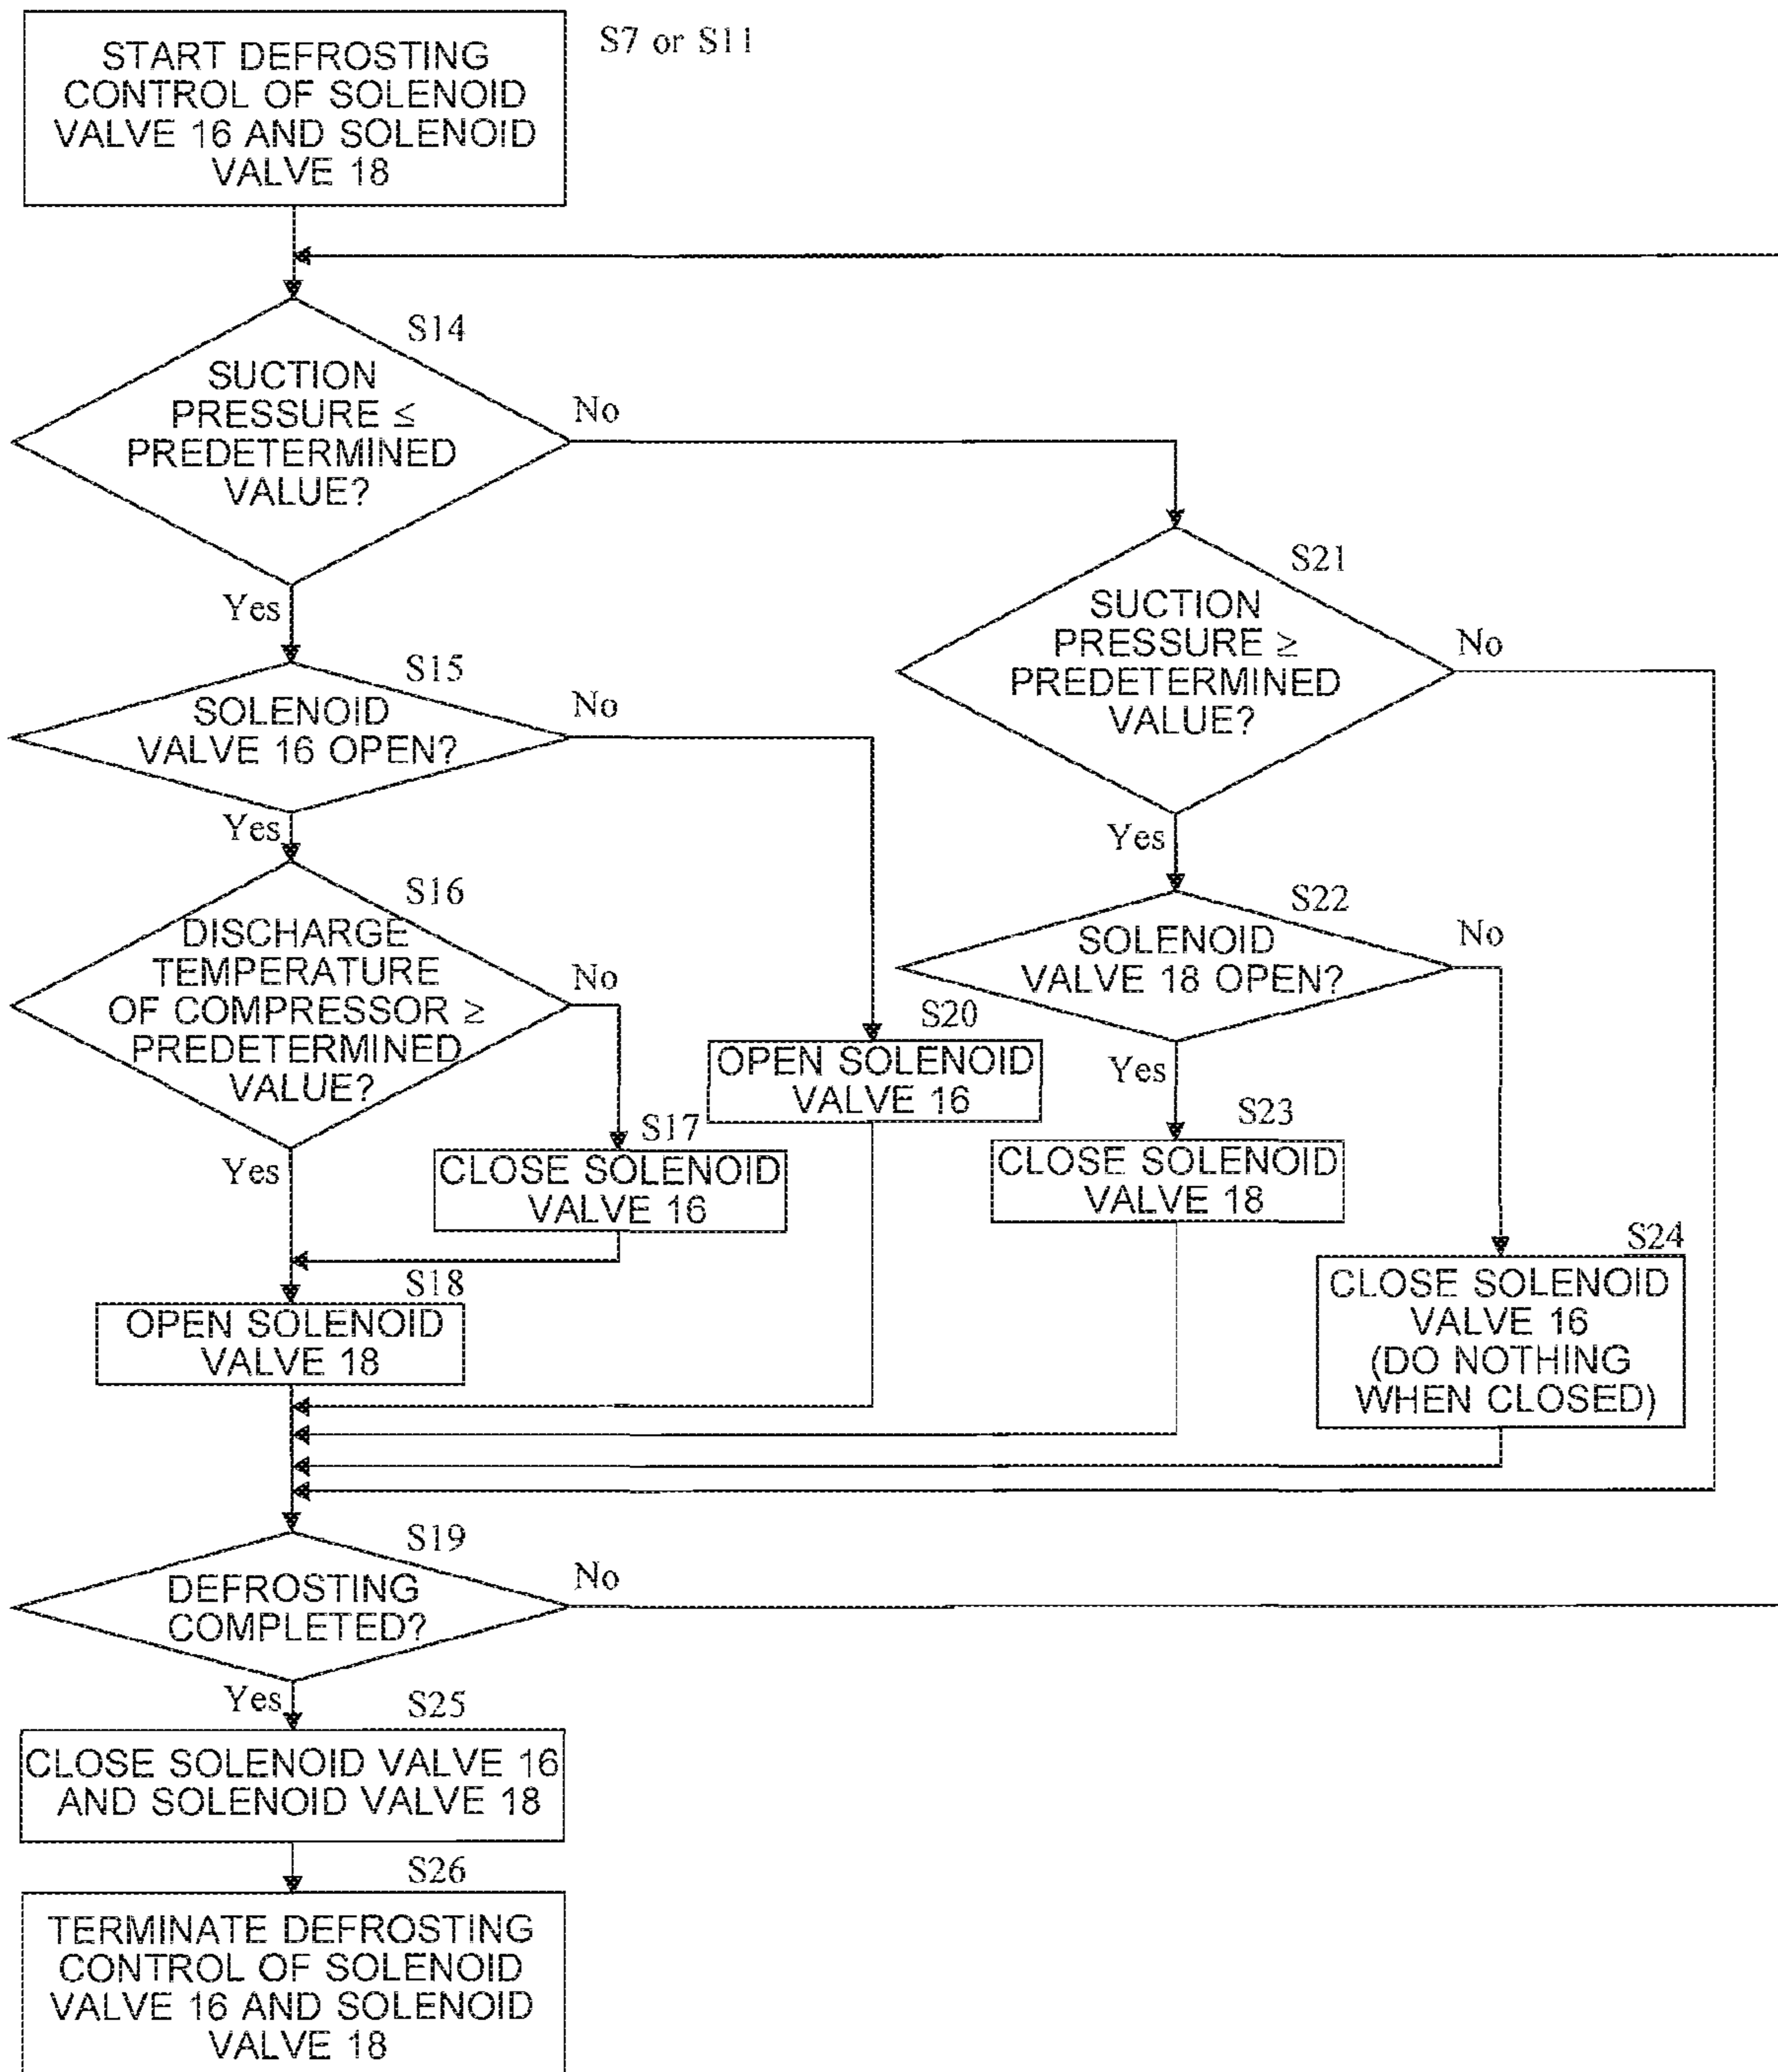 S7 or S11
START DEFROSTING
CONTROL OF SOLENOID
VALVE 16 AND SOLENOID
VALVE 18
S14
SUCTION
PRESSURE ≤
PREDETERMINED
VALUE?
No
Yes
S15
SOLENOID
VALVE 16 OPEN?
No
Yes
S16
DISCHARGE
TEMPERATURE
OF COMPRESSOR ≥
PREDETERMINED
VALUE?
No
Yes
S17
CLOSE SOLENOID
VALVE 16
S18
OPEN SOLENOID
VALVE 18
S20
OPEN SOLENOID
VALVE 16
S21
SUCTION
PRESSURE ≥
PREDETERMINED
VALUE?
No
Yes
S22
SOLENOID
VALVE 18 OPEN?
No
Yes
S23
CLOSE SOLENOID
VALVE 18
S24
CLOSE SOLENOID
VALVE 16
(DO NOTHING
WHEN CLOSED)
S19
DEFROSTING
COMPLETED?
No
Yes
S25
CLOSE SOLENOID VALVE 16
AND SOLENOID VALVE 18
S26
TERMINATE DEFROSTING
CONTROL OF SOLENOID
VALVE 16 AND SOLENOID
VALVE 18